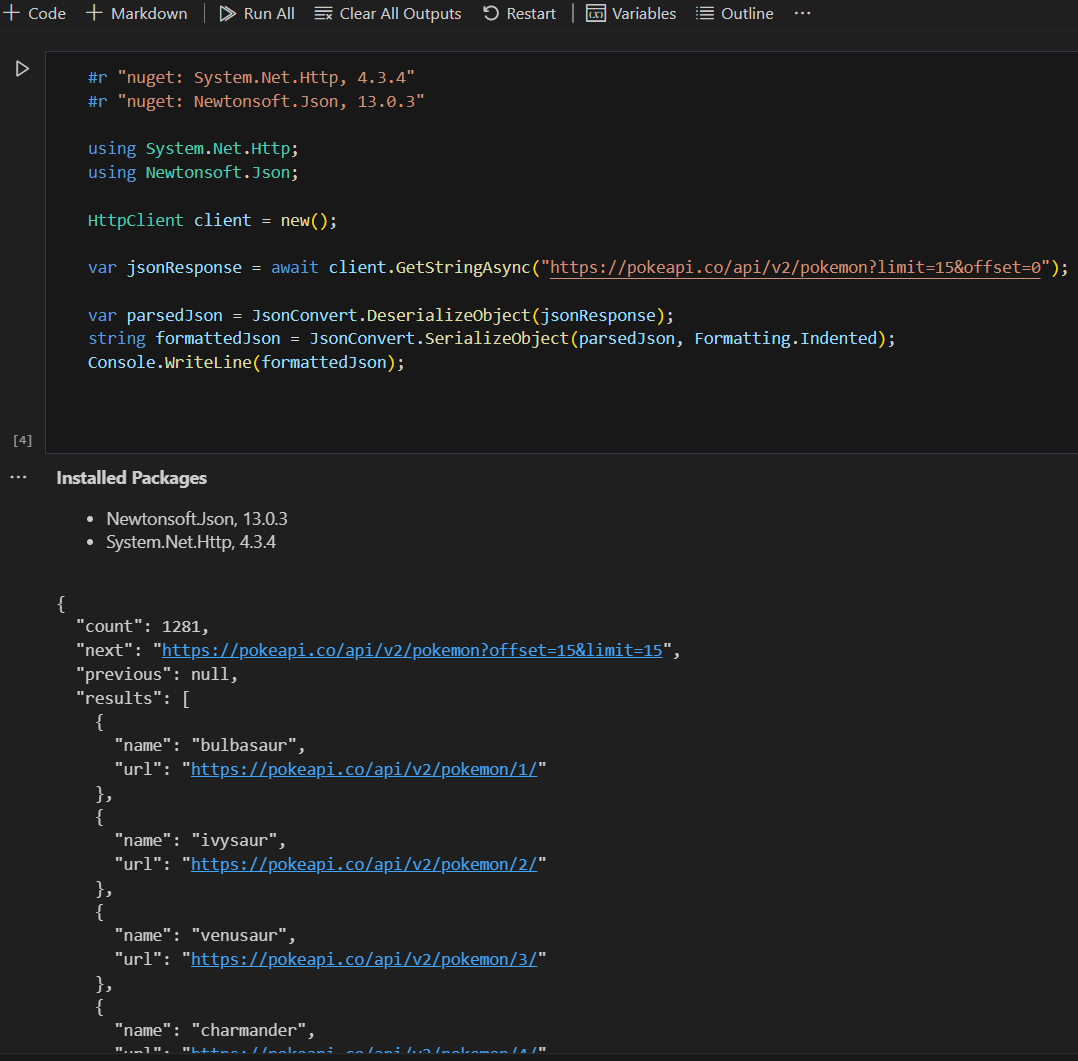 Code Markdown Run All Clear All Outputs Restart Variables Outline ...
#r "nuget: System.Net.Http, 4.3.4"
#r "nuget: Newtonsoft.Json, 13.0.3"
using System.Net.Http;
using Newtonsoft.Json;
HttpClient client = new();
var jsonResponse = await client.GetStringAsync("https://pokeapi.co/api/v2/pokemon?limit=15&offset=0");
var parsedJson = JsonConvert.DeserializeObject(jsonResponse);
string formattedJson = JsonConvert.SerializeObject(parsedJson, Formatting.Indented);
Console.WriteLine(formattedJson);
[4]
... Installed Packages
• Newtonsoft.Json, 13.0.3
• System.Net.Http, 4.3.4
{
"count": 1281,
"next": "https://pokeapi.co/api/v2/pokemon?offset=15&limit=15",
"previous": null,
"results": [
{
"name": "bulbasaur",
"url": "https://pokeapi.co/api/v2/pokemon/1/"
},
{
"name": "ivysaur",
"url": "https://pokeapi.co/api/v2/pokemon/2/"
},
{
"name": "venusaur",
"url": "https://pokeapi.co/api/v2/pokemon/3/"
},
{
"name": "charmander",
"url": "https://pokeapi.co/api/v2/pokemon/4/"